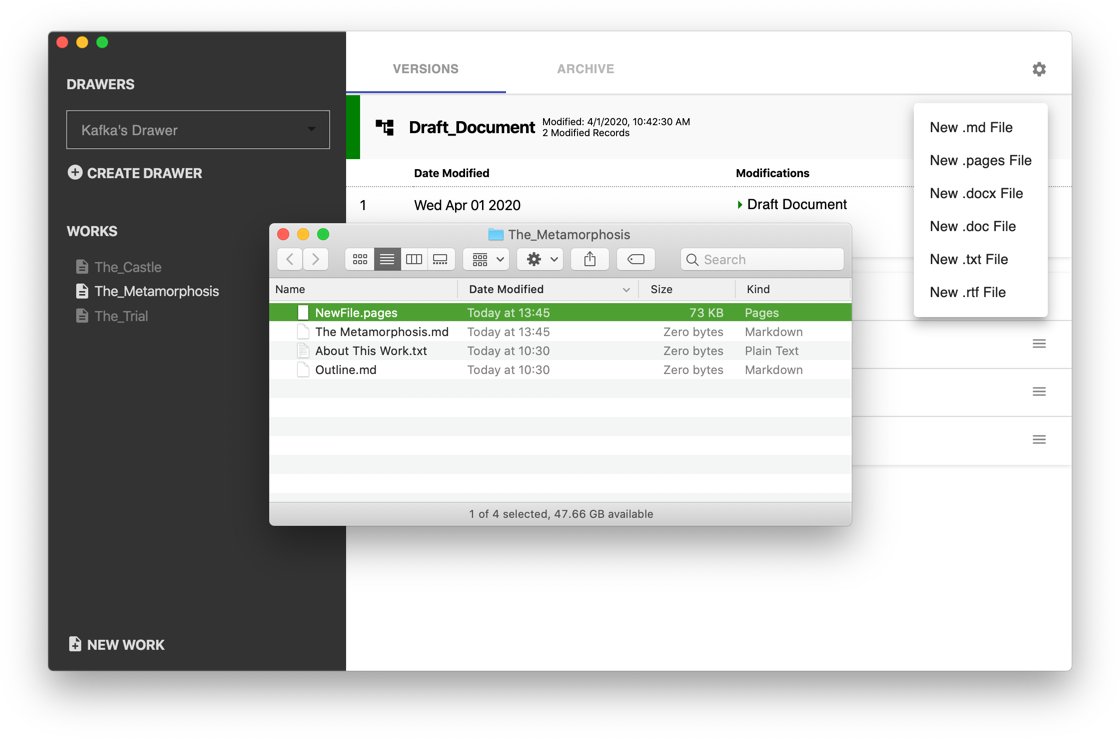 VERSIONS ARCHIVE
DRAWERS
Kafka's Drawer
CREATE DRAWER
WORKS
The_Castle
The_Metamorphosis
The_Trial
NEW WORK
Draft_Document
Modified: 4/1/2020, 10:42:30 AM
2 Modified Records
Date Modified Modifications
1 Wed Apr 01 2020 Draft Document
New .md File
New .pages File
New .docx File
New .doc File
New .txt File
New .rtf File
The_Metamorphosis
Search
Name Date Modified Size Kind
NewFile.pages Today at 13:45 73 KB Pages
The Metamorphosis.md Today at 13:45 Zero bytes Markdown
About This Work.txt Today at 10:30 Zero bytes Plain Text
Outline.md Today at 10:30 Zero bytes Markdown
1 of 4 selected, 47.66 GB available